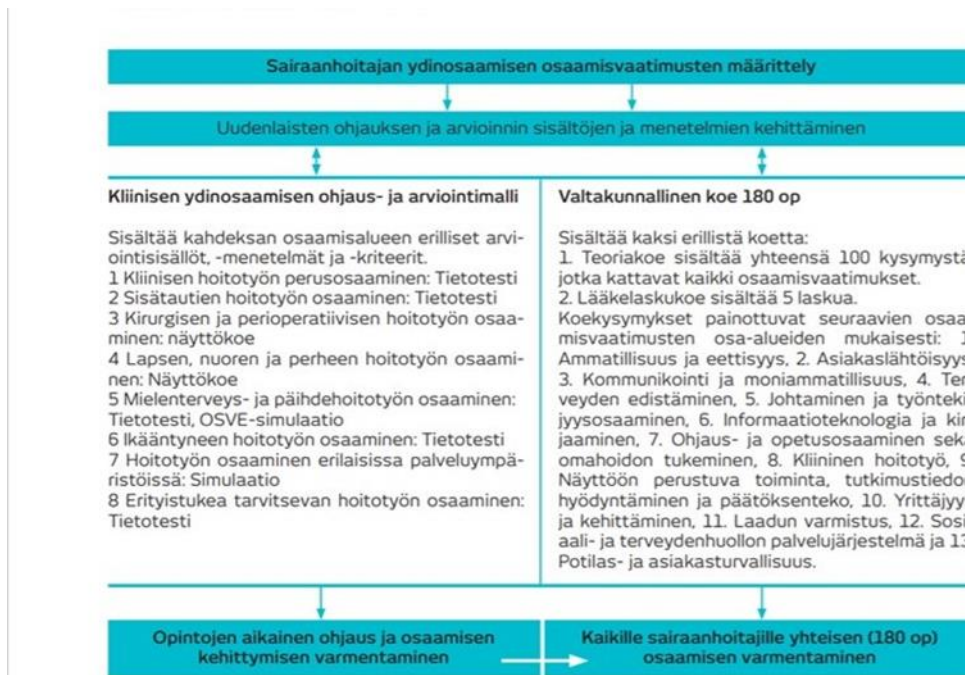 Sairaanhoitajan ydinosaamisen osaamisvaatimusten määrittely
Uudenlaisten ohjauksen ja arvioinnin sisältöjen ja menetelmien kehittäminen
Kliinisen ydinosaamisen ohjaus- ja arviointimalli
Sisältää kahdeksan osaamisalueen erilliset arvi-
ointisisällöt, -menetelmät ja -kriteerit.
1 Kliinisen hoitotyön perusosaaminen: Tietotesti
2 Sisätautien hoitotyön osaaminen: Tietotesti
3 Kirurgisen ja perioperatiivisen hoitotyön osaa-
minen: näyttökoe
4 Lapsen, nuoren ja perheen hoitotyön osaami-
nen: Näyttökoe
5 Mielenterveys- ja päihdehoitotyön osaaminen:
Tietotesti, OSVE-simulaatio
6 Ikääntyneen hoitotyön osaaminen: Tietotesti
7 Hoitotyön osaaminen erilaisissa palveluympä-
ristöissä: Simulaatio
8 Erityistukea tarvitsevan hoitotyön osaaminen:
Tietotesti
Valtakunnallinen koe 180 op
Sisältää kaksi erillistä koetta:
1. Teoriakoe sisältää yhteensä 100 kysymystä
jotka kattavat kaikki osaamisvaatimukset.
2. Lääkelaskukoe sisältää 5 laskua.
Koekysymykset painottuvat seuraavien osaa
misvaatimusten osa-alueiden mukaisesti: 1
Ammatillisuus ja eettisyys, 2. Asiakaslähtöisyys
3. Kommunikointi ja moniammatillisuus, 4. Ter
veyden edistäminen, 5. Johtaminen ja työnteki
jyysosaaminen, 6. Informaatioteknologia ja kir
jaaminen, 7. Ohjaus- ja opetusosaaminen sekä
omahoidon tukeminen, 8. Kliininen hoitotyö, 9
Näyttöön perustuva toiminta, tutkimustiedon
hyödyntäminen ja päätöksenteko, 10. Yrittäjyy
ja kehittäminen, 11. Laadun varmistus, 12. Sosi
aali- ja terveydenhuollon palvelujärjestelmä ja 13
Potilas- ja asiakasturvallisuus.
Opintojen aikainen ohjaus ja osaamisen
kehittymisen varmentaminen
Kaikille sairaanhoitajille yhteisen (180 op)
osaamisen varmentaminen